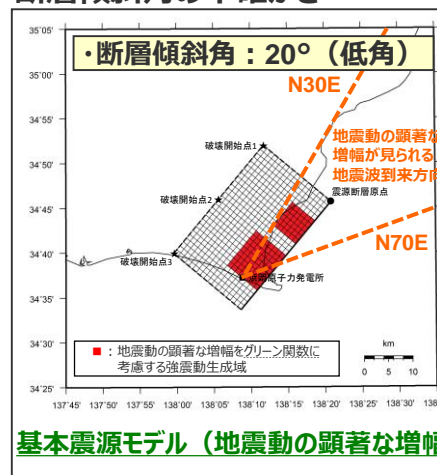 ・断層傾斜角：20°（低角）
35°05'
35°00'
34°55'
34°50'
34°45'
34°40'
34°35'
34°30'
34°25'
N30E
地震動の顕著な
増幅が見られる
地震波到来方向
N70E
破壊開始点1
破壊開始点2
破壊開始点3
震源断層原点
原子力発電所
km
0 5 10
■：地震動の顕著な増幅をグリーン関数に
考慮する強震動生成域
137°45' 137°50' 137°55' 138°00' 138°05' 138°10' 138°15' 138°20' 138°25' 138°30'
基本震源モデル（地震動の顕著な増幅